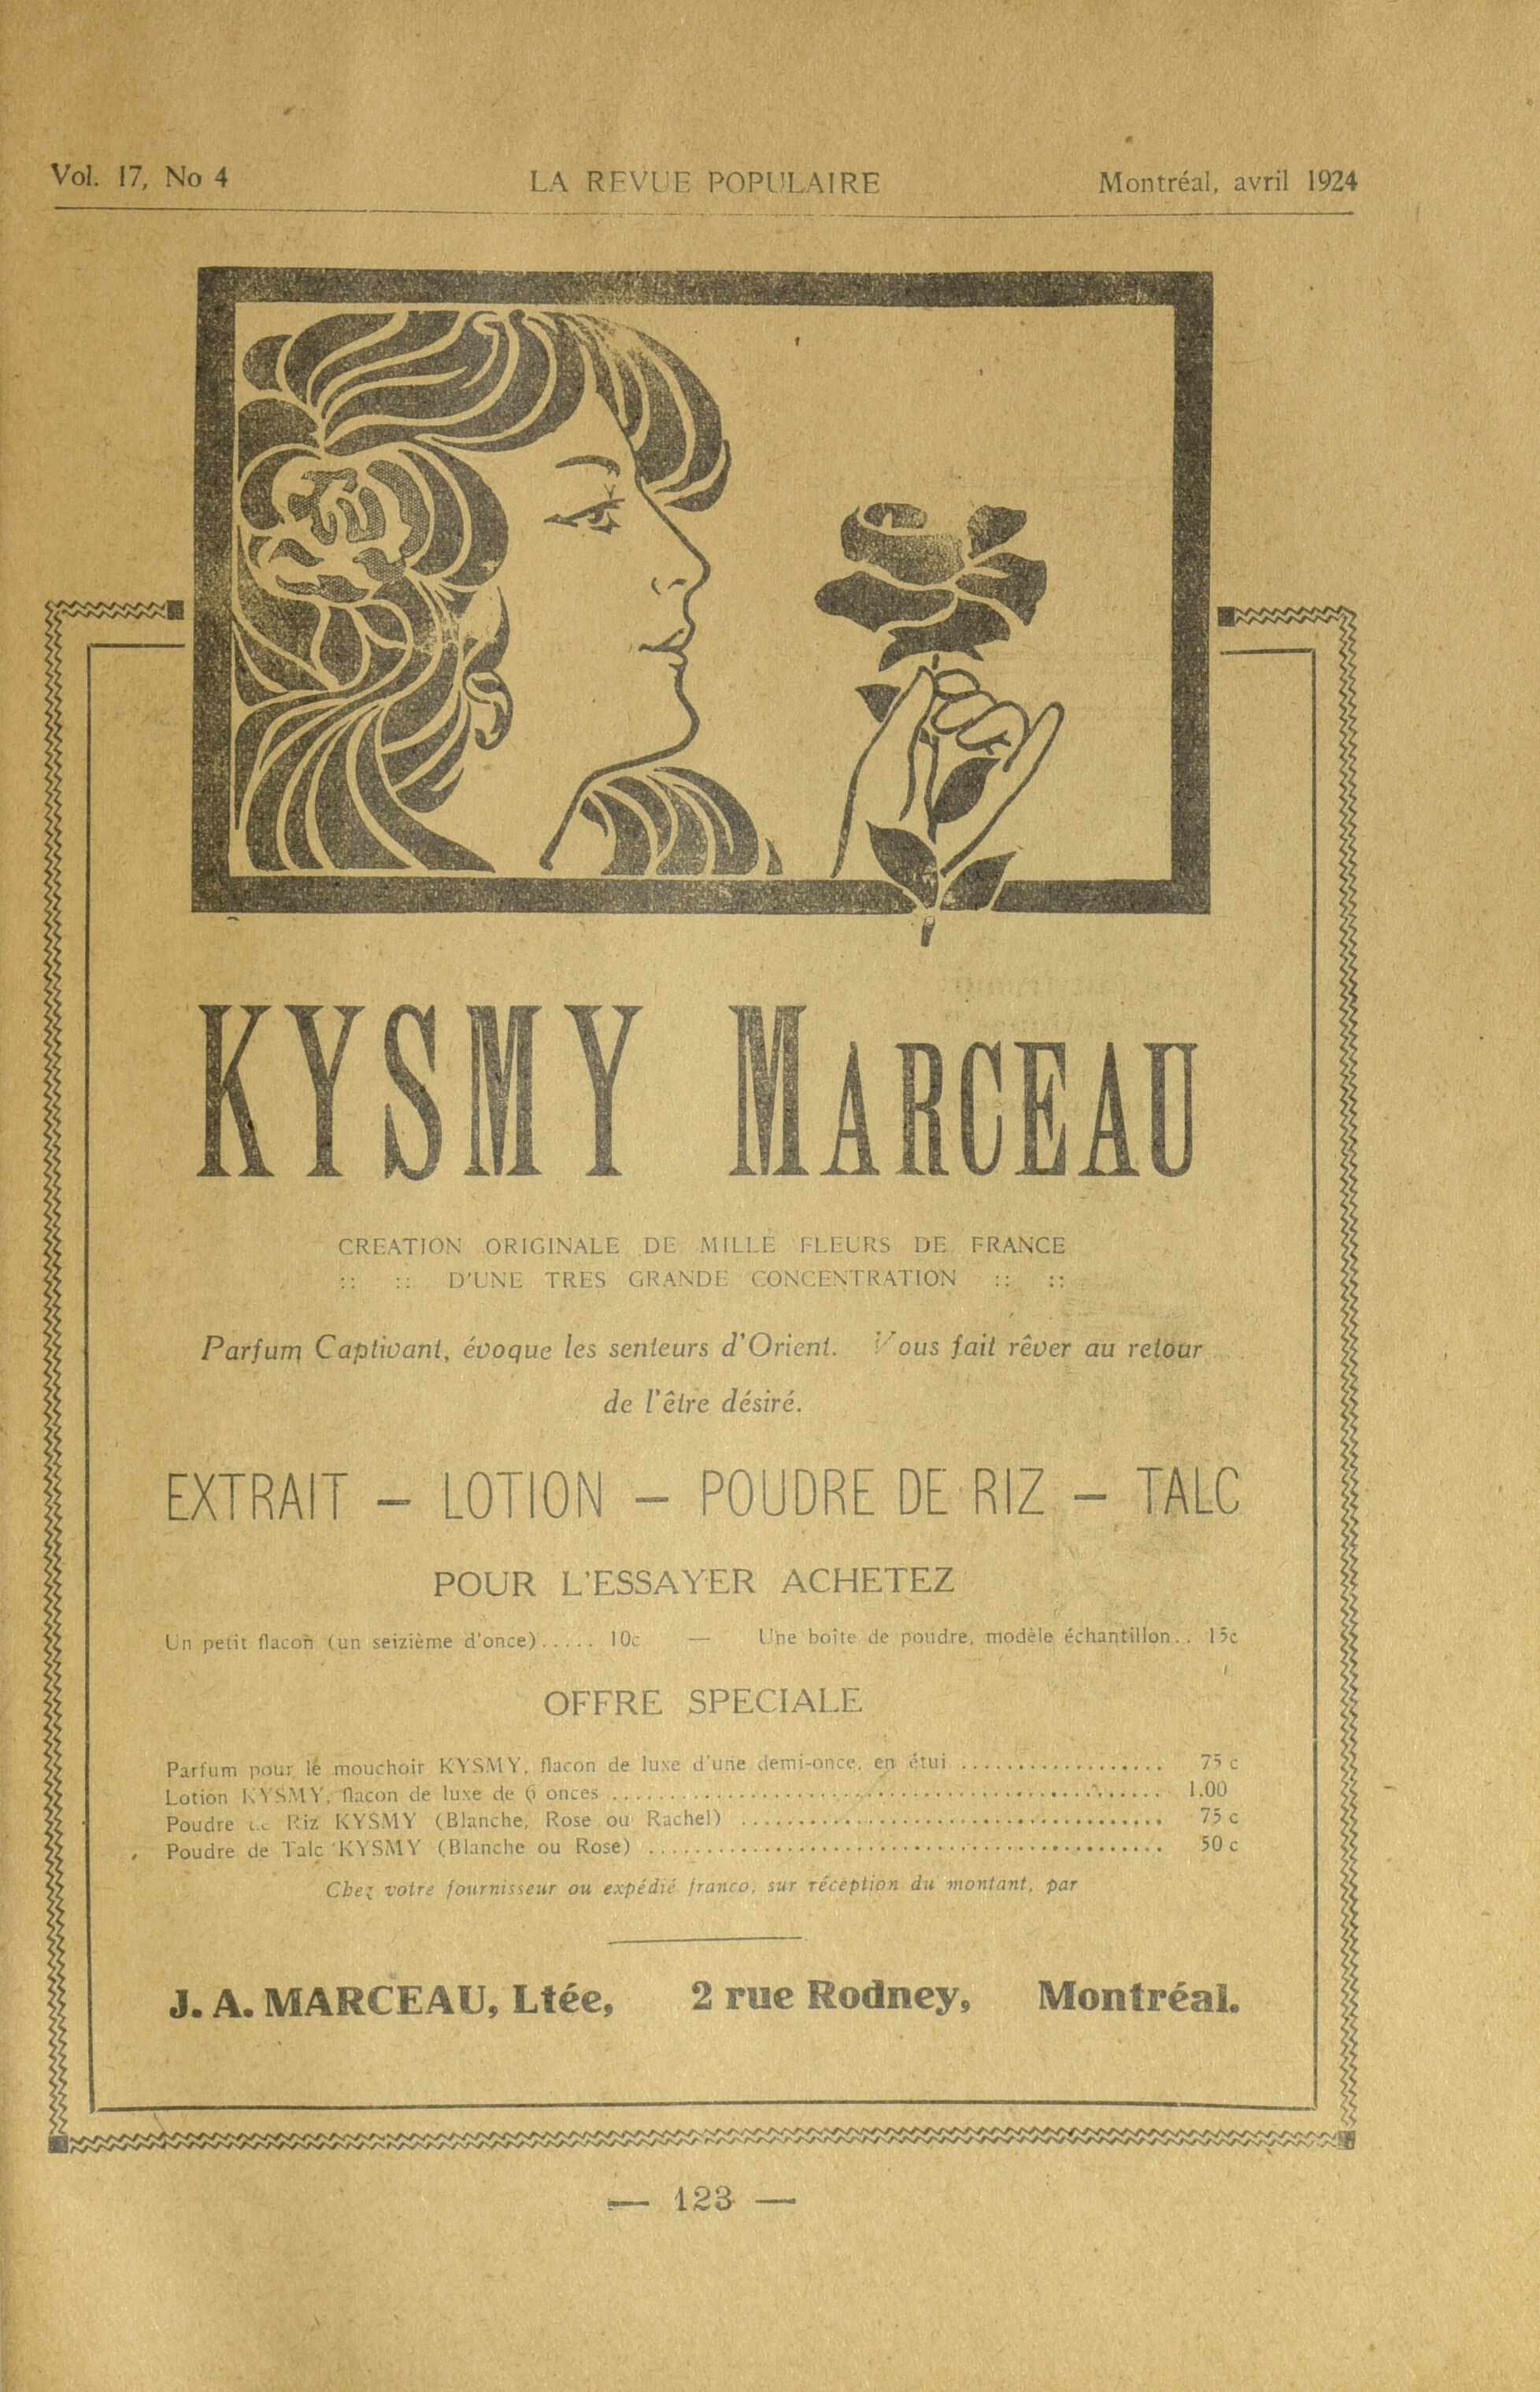 Vol. 17, No 4 LA REVUE POPULAIRE Montréal, avril 1924
KYSMY MARCEAU
CREATION ORIGINALE DE MILLE FLEURS DE FRANCE
:: :: D'UNE TRES GRANDE CONCENTRATION :: ::
Parfum Captivant, évoque les senteurs d'Orient. Vous fait rêver au retour
de l'être désiré.
EXTRAIT — LOTION — POUDRE DE RIZ — TALC
POUR L'ESSAYER ACHETEZ
Un petit flacon (un seizième d'once)..... 10c — Une boîte de poudre, modèle échantillon.. 15c
OFFRE SPECIALE
Parfum pour le mouchoir KYSMY, flacon de luxe d'une demi-once, en étui .................. 75 c
Lotion KYSMY, flacon de luxe de 6 onces .................................................. 1.00
Poudre de Riz KYSMY (Blanche, Rose ou Rachel) ...................................... 75 c
Poudre de Talc KYSMY (Blanche ou Rose) .............................................. 50 c
Chez votre fournisseur ou expédié franco, sur réception du montant, par
J. A. MARCEAU, Ltée, 2 rue Rodney, Montréal.
— 123 —